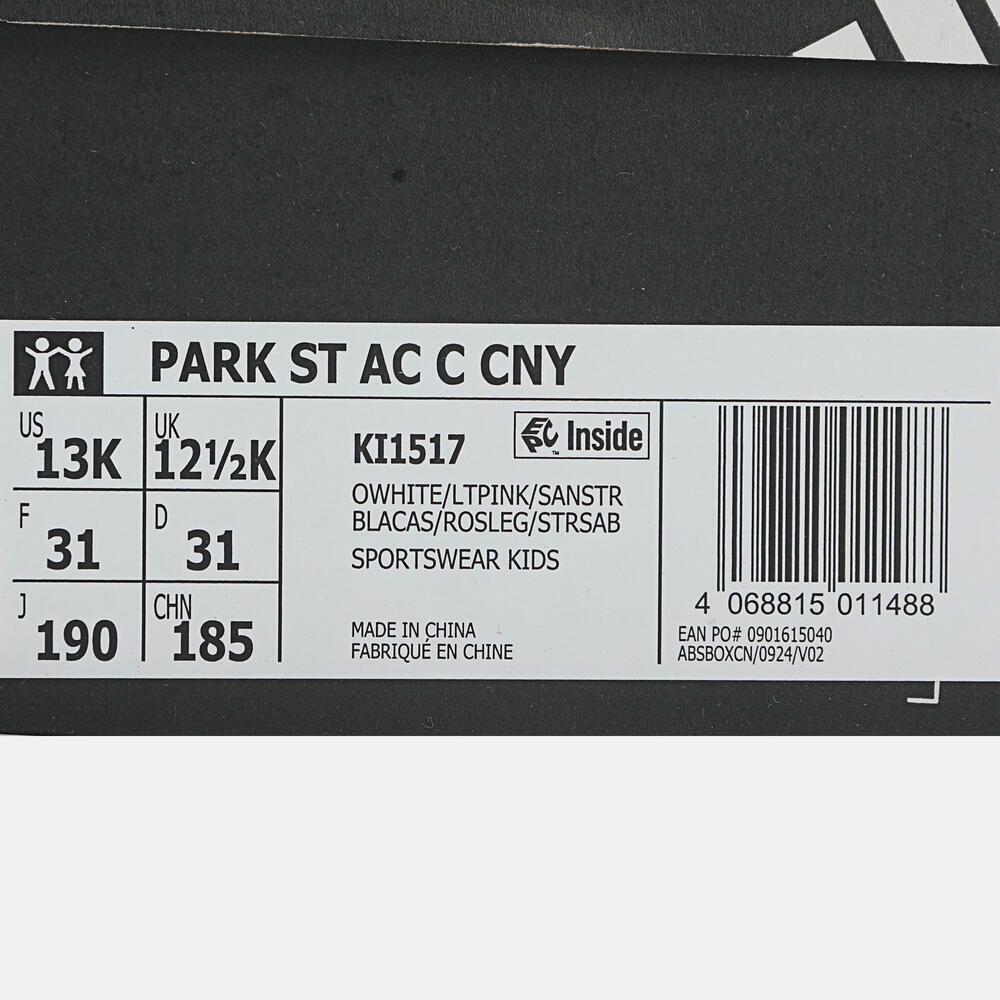 PARK ST AC C CNY
US 13K
UK 12½K
F 31
D 31
J 190
CHN 185
KI1517
EPC Inside
™
OWHITE/LTPINK/SANSTR
BLACAS/ROSLEG/STRSAB
SPORTSWEAR KIDS
MADE IN CHINA
FABRIQUÉ EN CHINE
4 068815 011488
EAN PO# 0901615040
ABSBOXCN/0924/V02